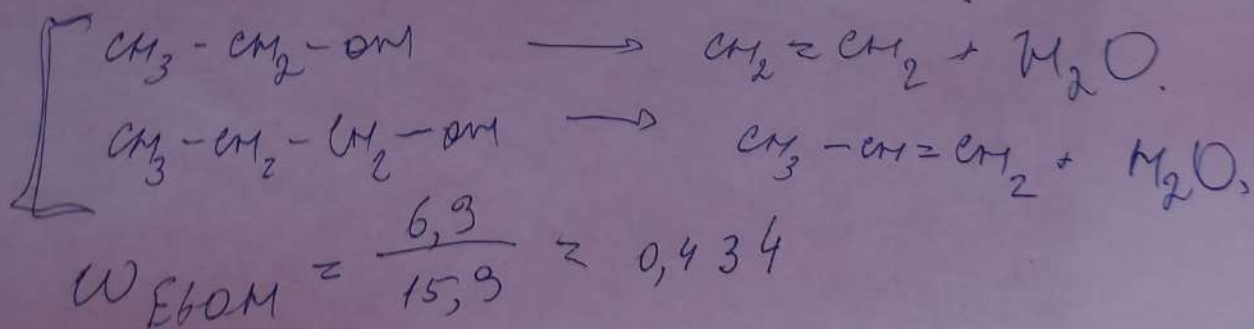 CH₃ - CH₂ - OH → CH₂ = CH₂ + H₂O.
CH₃ - CH₂ - CH₂ - OH → CH₃ - CH = CH₂ + H₂O,
ω EtOH = 6,9 / 15,9 = 0,434